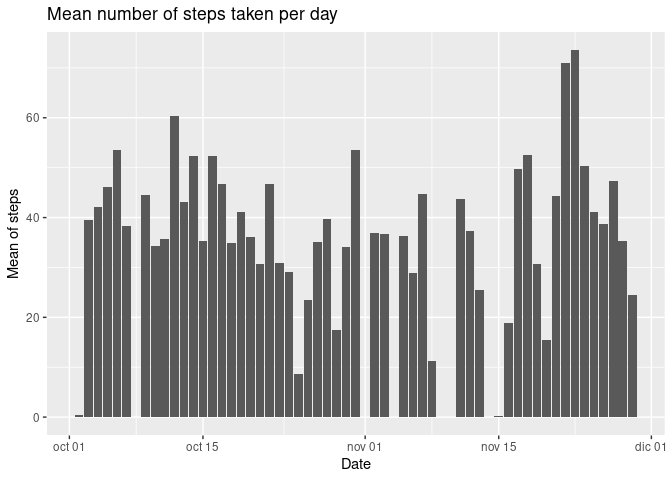 Mean number of steps taken per day
60
40
20
0
Mean of steps
oct 01
oct 15
nov 01
nov 15
dic 01
Date